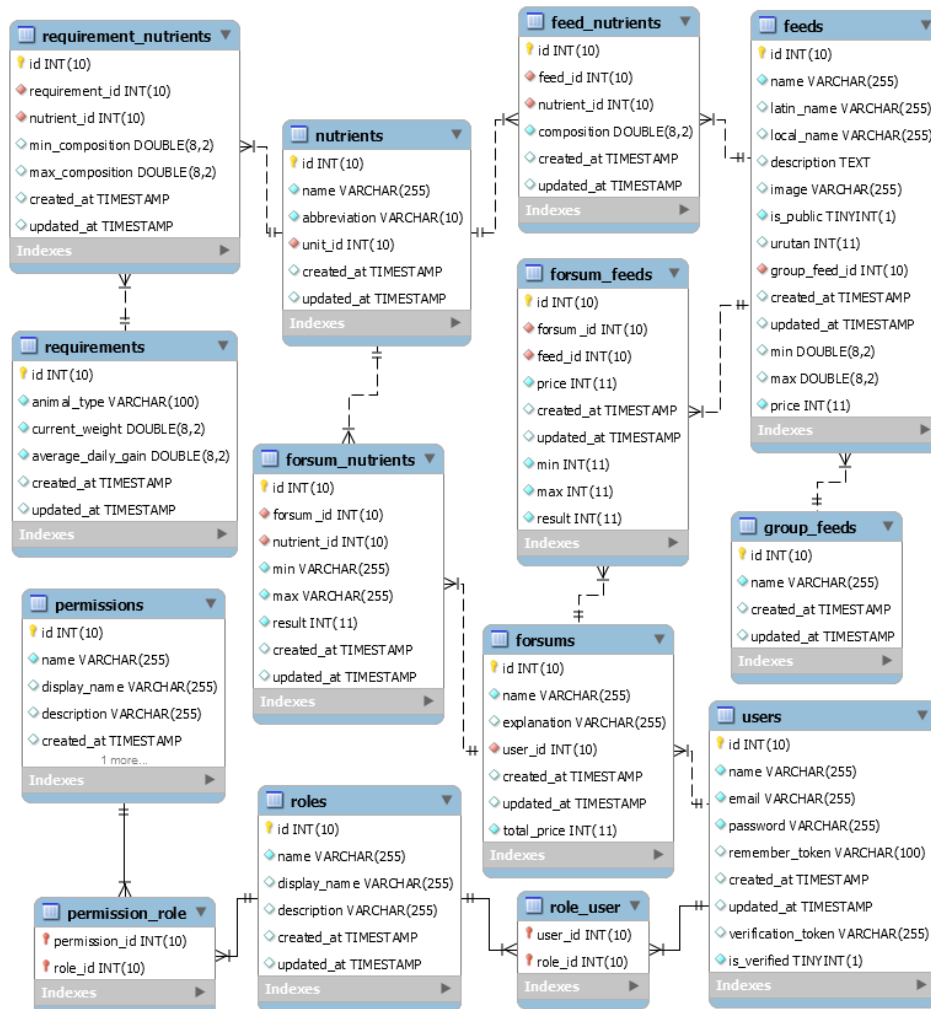 requirement_nutrients
id INT(10)
requirement_id INT(10)
nutrient_id INT(10)
min_composition DOUBLE(8,2)
max_composition DOUBLE(8,2)
created_at TIMESTAMP
updated_at TIMESTAMP
Indexes
nutrients
id INT(10)
name VARCHAR(255)
abbreviation VARCHAR(10)
unit_id INT(10)
created_at TIMESTAMP
updated_at TIMESTAMP
Indexes
feed_nutrients
id INT(10)
feed_id INT(10)
nutrient_id INT(10)
composition DOUBLE(8,2)
created_at TIMESTAMP
updated_at TIMESTAMP
Indexes
feeds
id INT(10)
name VARCHAR(255)
latin_name VARCHAR(255)
local_name VARCHAR(255)
description TEXT
image VARCHAR(255)
is_public TINYINT(1)
urutan INT(11)
group_feed_id INT(10)
created_at TIMESTAMP
updated_at TIMESTAMP
min DOUBLE(8,2)
max DOUBLE(8,2)
price INT(11)
Indexes
requirements
id INT(10)
animal_type VARCHAR(100)
current_weight DOUBLE(8,2)
average_daily_gain DOUBLE(8,2)
created_at TIMESTAMP
updated_at TIMESTAMP
Indexes
forsum_nutrients
id INT(10)
forsum_id INT(10)
nutrient_id INT(10)
min VARCHAR(255)
max VARCHAR(255)
result INT(11)
created_at TIMESTAMP
updated_at TIMESTAMP
Indexes
forsum_feeds
id INT(10)
forsum_id INT(10)
feed_id INT(10)
price INT(11)
created_at TIMESTAMP
updated_at TIMESTAMP
min INT(11)
max INT(11)
result INT(11)
Indexes
group_feeds
id INT(10)
name VARCHAR(255)
created_at TIMESTAMP
updated_at TIMESTAMP
Indexes
permissions
id INT(10)
name VARCHAR(255)
display_name VARCHAR(255)
description VARCHAR(255)
created_at TIMESTAMP
1 more...
Indexes
forsums
id INT(10)
name VARCHAR(255)
explanation VARCHAR(255)
user_id INT(10)
created_at TIMESTAMP
updated_at TIMESTAMP
total_price INT(11)
Indexes
users
id INT(10)
name VARCHAR(255)
email VARCHAR(255)
password VARCHAR(255)
remember_token VARCHAR(100)
created_at TIMESTAMP
updated_at TIMESTAMP
verification_token VARCHAR(255)
is_verified TINYINT(1)
Indexes
permission_role
permission_id INT(10)
role_id INT(10)
Indexes
roles
id INT(10)
name VARCHAR(255)
display_name VARCHAR(255)
description VARCHAR(255)
created_at TIMESTAMP
updated_at TIMESTAMP
Indexes
role_user
user_id INT(10)
role_id INT(10)
Indexes